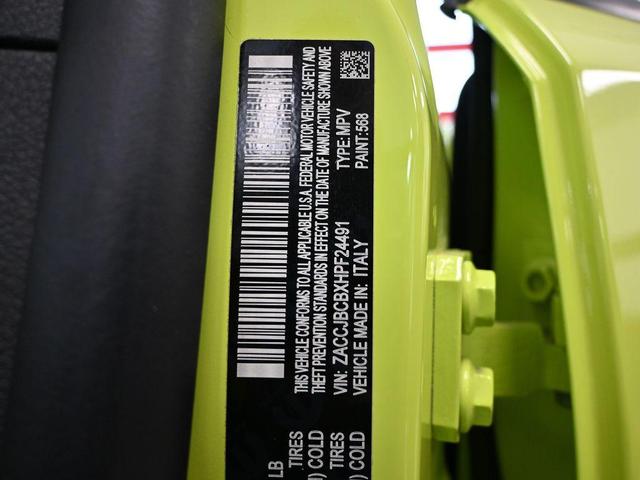 LB
TIRES
) COLD
TIRES
) COLD
THIS VEHICLE CONFORMS TO ALL APPLICABLE U.S.A. FEDERAL MOTOR VEHICLE SAFETY AND
THEFT PREVENTION STANDARDS IN EFFECT ON THE DATE OF MANUFACTURE SHOWN ABOVE
VIN: ZACCJBCBXHPF24491 TYPE: MPV
VEHICLE MADE IN: ITALY PAINT: 568